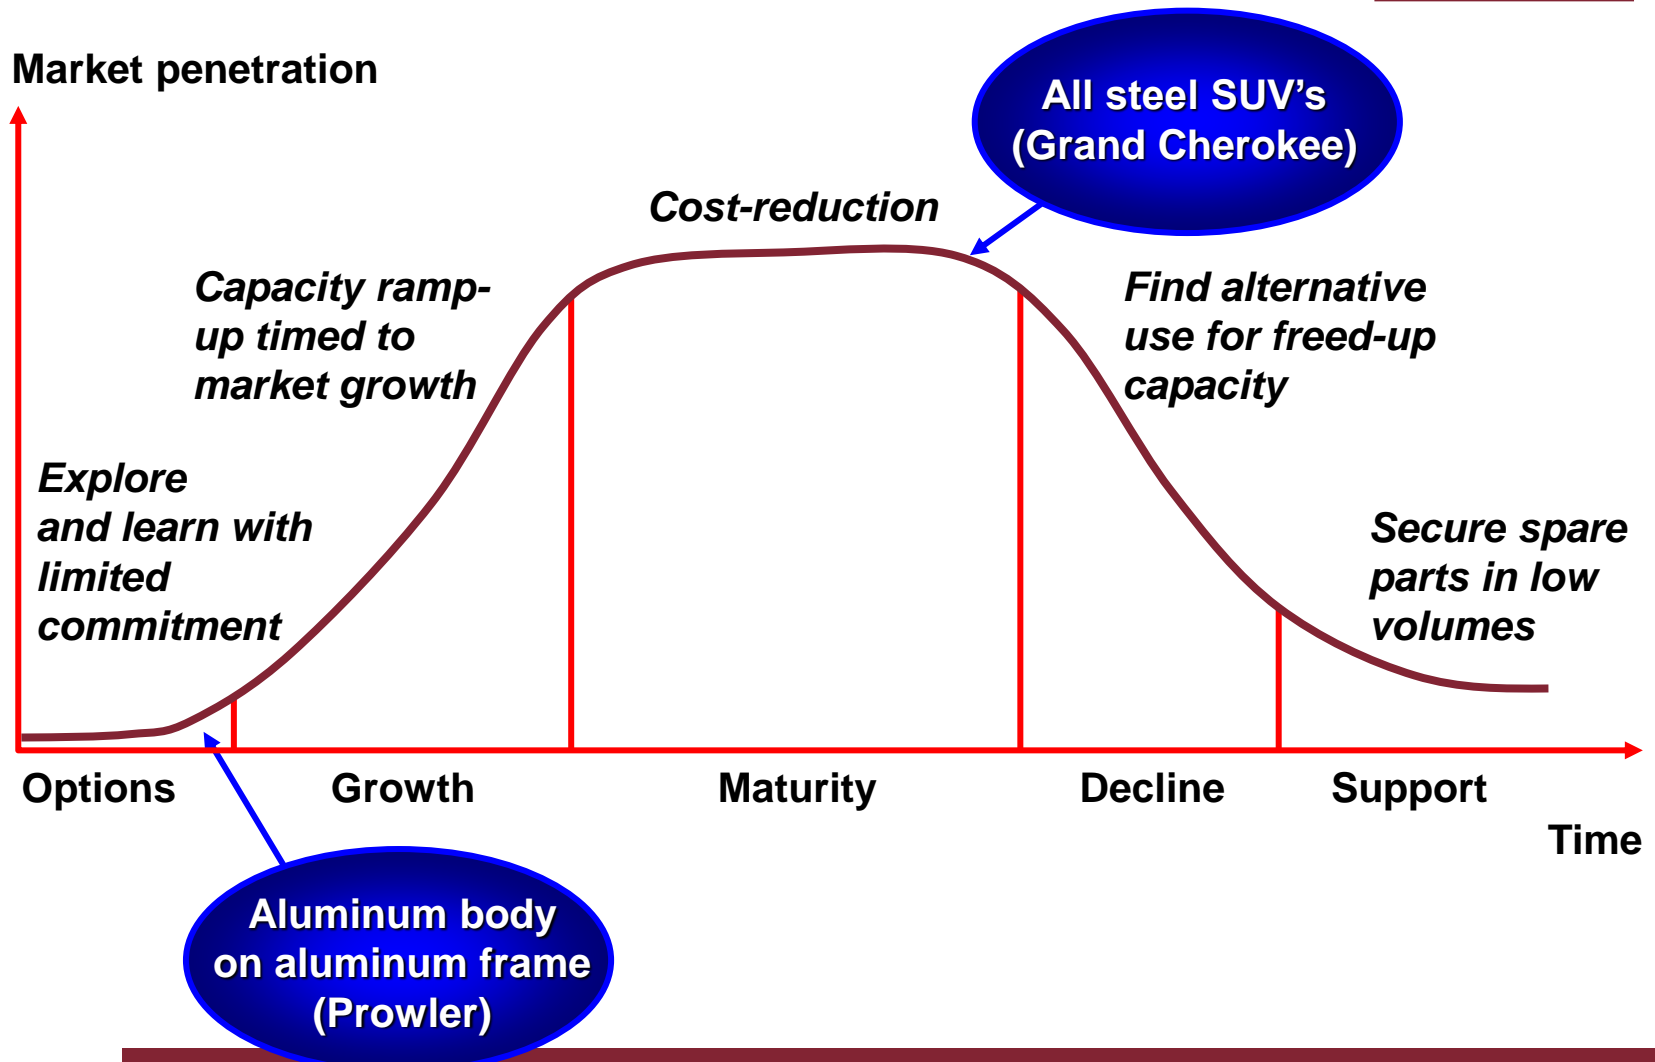 Market penetration
All steel SUV’s
(Grand Cherokee)
Cost-reduction
Capacity ramp-
up timed to
market growth
Find alternative
use for freed-up
capacity
Explore
and learn with
limited
commitment
Secure spare
parts in low
volumes
Options
Growth
Maturity
Decline
Support
Time
Aluminum body
on aluminum frame
(Prowler)